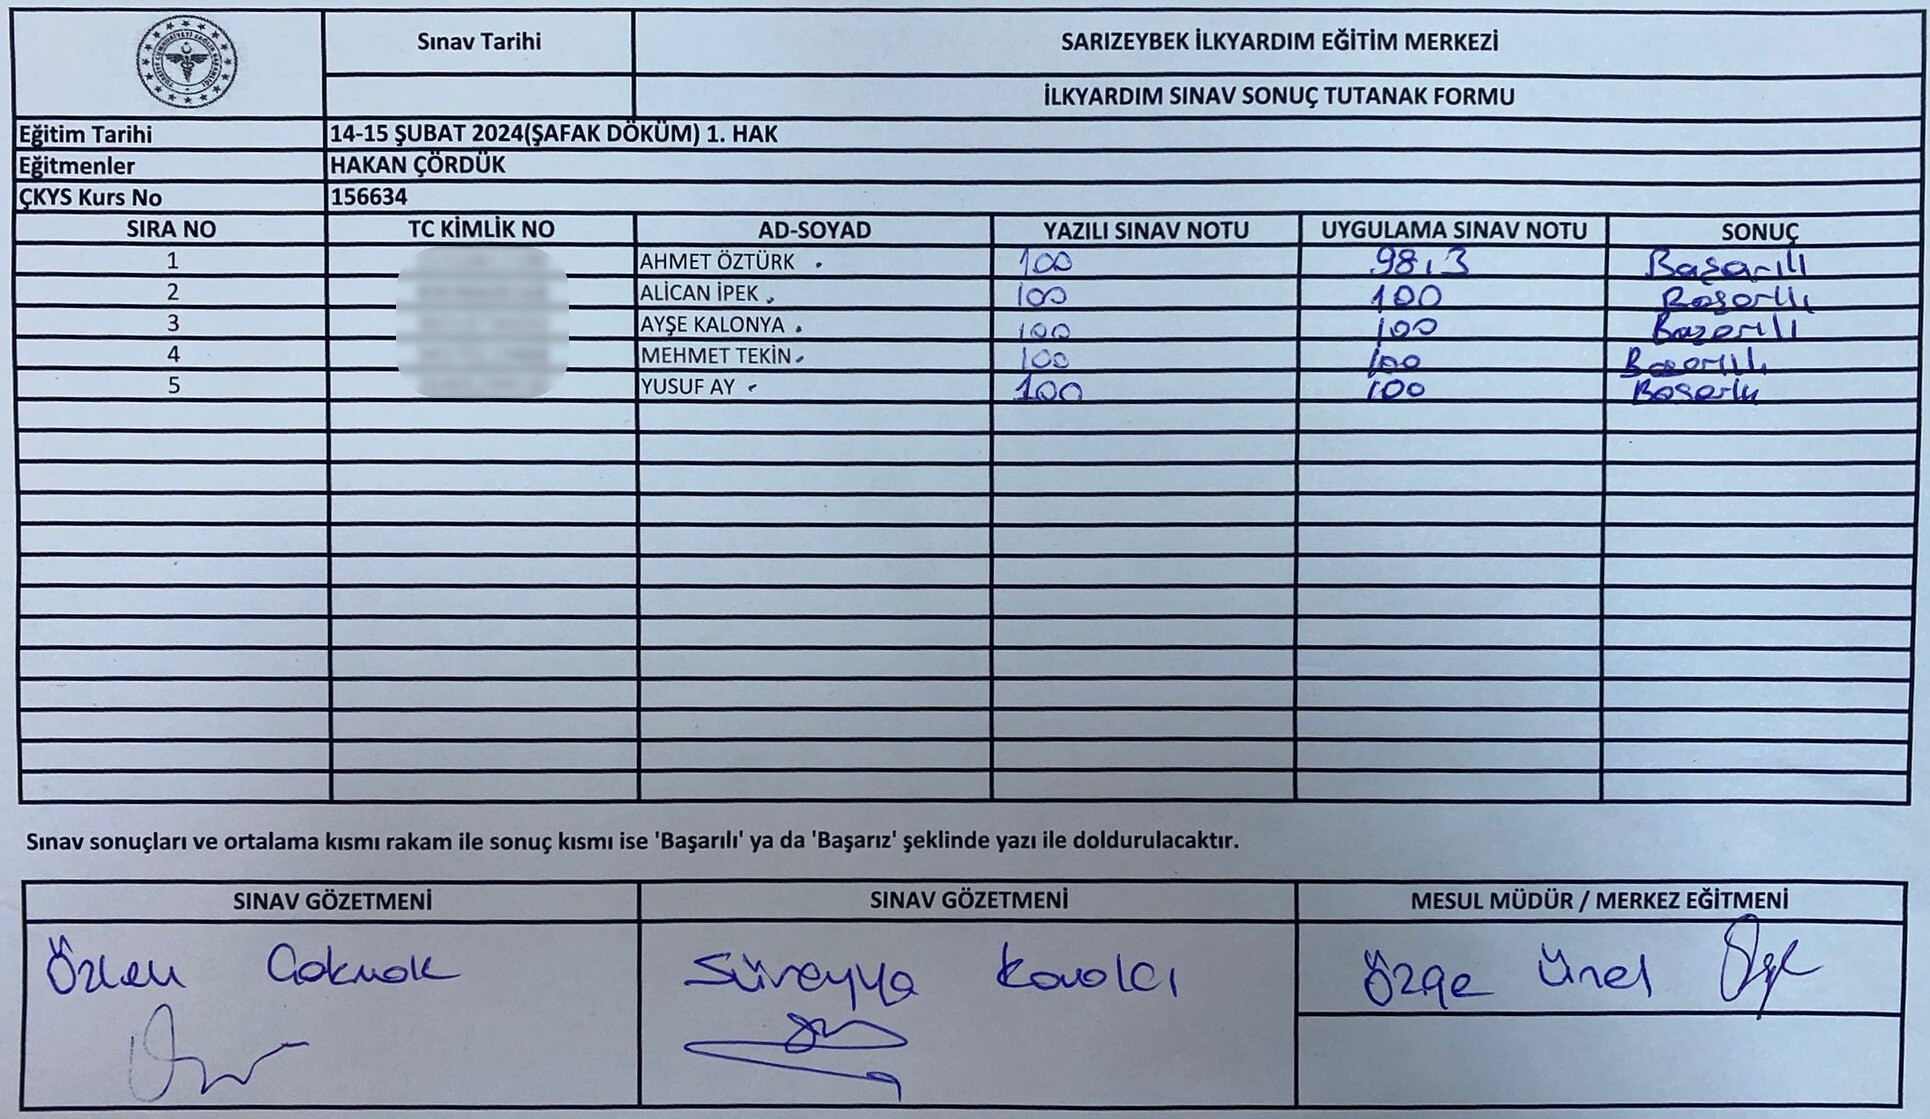 Sınav Tarihi
SARIZEYBEK İLKYARDIM EĞİTİM MERKEZİ
İLKYARDIM SINAV SONUÇ TUTANAK FORMU
Eğitim Tarihi 14-15 ŞUBAT 2024(ŞAFAK DÖKÜM) 1. HAK
Eğitmenler HAKAN ÇÖRDÜK
ÇKYS Kurs No 156634
SIRA NO TC KİMLİK NO AD-SOYAD YAZILI SINAV NOTU UYGULAMA SINAV NOTU SONUÇ
1 AHMET ÖZTÜRK 100 98,3 Başarılı
2 ALİCAN İPEK 100 100 Başarılı
3 AYŞE KALONYA 100 100 Başarılı
4 MEHMET TEKİN 100 100 Başarılı
5 YUSUF AY 100 100 Başarılı
Sınav sonuçları ve ortalama kısmı rakam ile sonuç kısmı ise 'Başarılı' ya da 'Başarız' şeklinde yazı ile doldurulacaktır.
SINAV GÖZETMENİ SINAV GÖZETMENİ MESUL MÜDÜR / MERKEZ EĞİTMENİ
Süreyya Özge Ünel